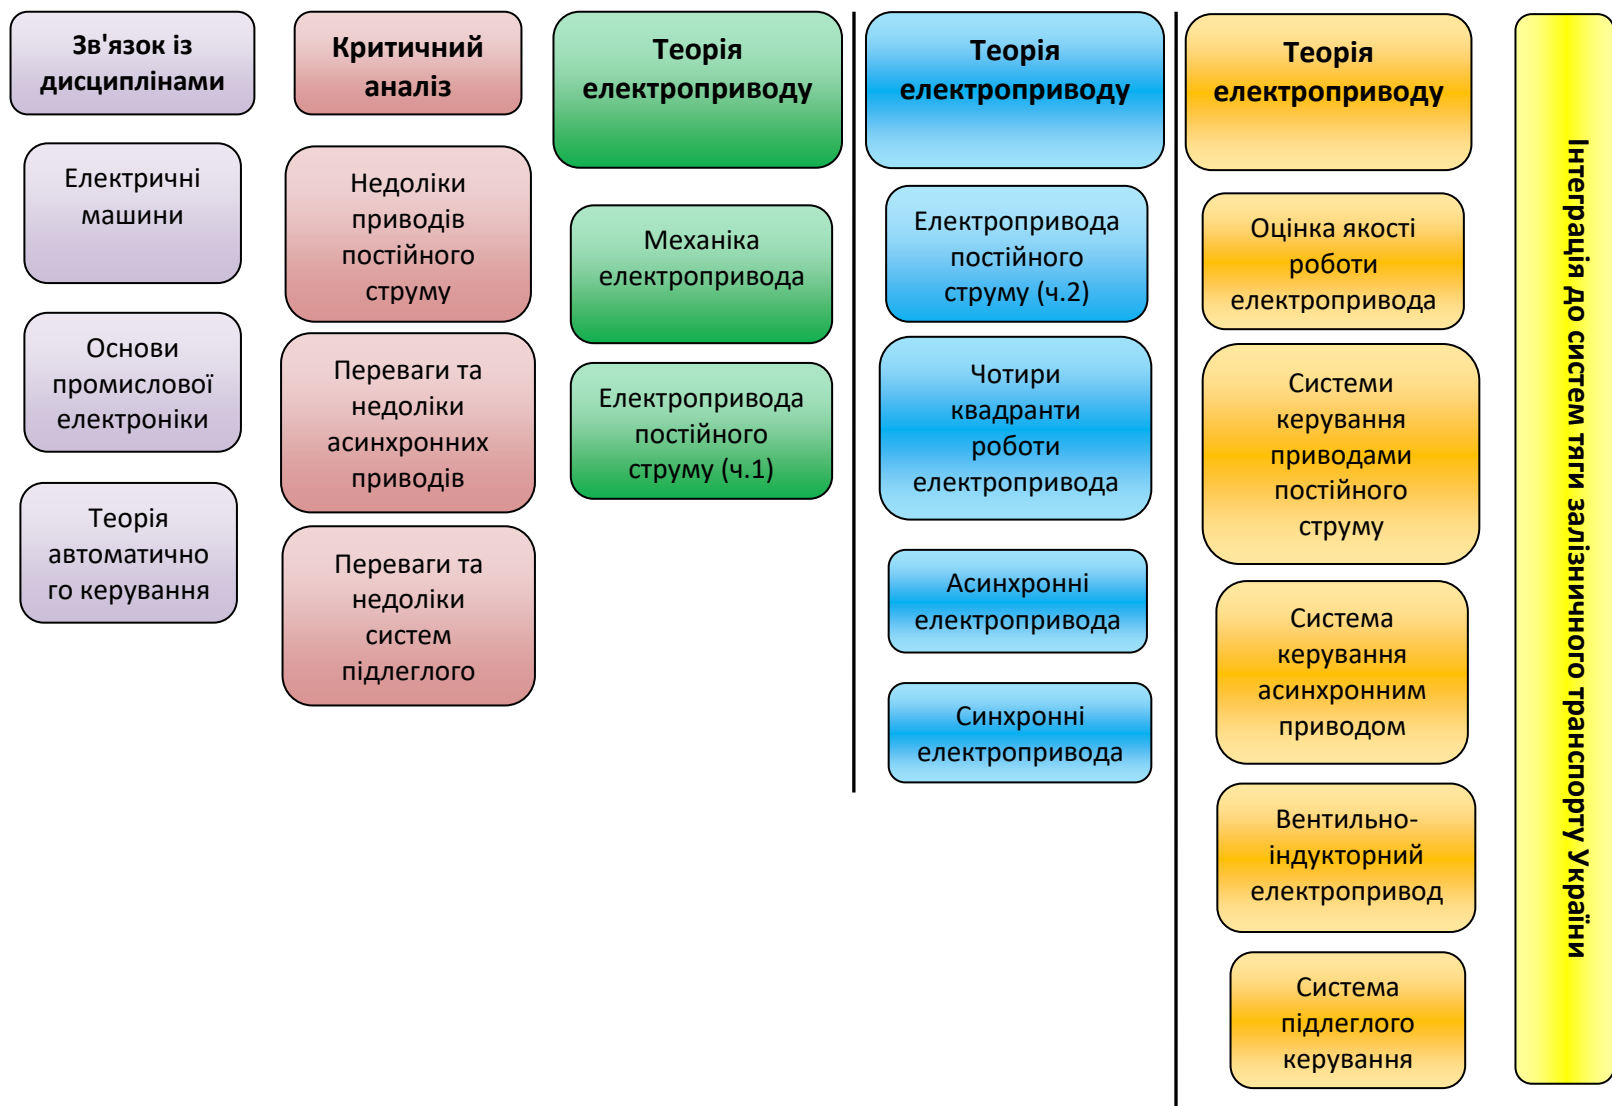 Зв'язок із
дисциплінами
Електричні
машини
Основи
промислової
електроніки
Теорія
автоматично
го керування
Критичний
аналіз
Недоліки
приводів
постійного
струму
Переваги та
недоліки
асинхронних
приводів
Переваги та
недоліки
систем
підлеглого
Теорія
електроприводу
Механіка
електропривода
Електропривода
постійного
струму (ч.1)
Теорія
електроприводу
Електропривода
постійного
струму (ч.2)
Чотири
квадранти
роботи
електропривода
Асинхронні
електропривода
Синхронні
електропривода
Теорія
електроприводу
Оцінка якості
роботи
електропривода
Системи
керування
приводами
постійного
струму
Система
керування
асинхронним
приводом
Вентильно-
індукторний
електропривод
Система
підлеглого
керування
Інтеграція до систем тяги залізничного транспорту України